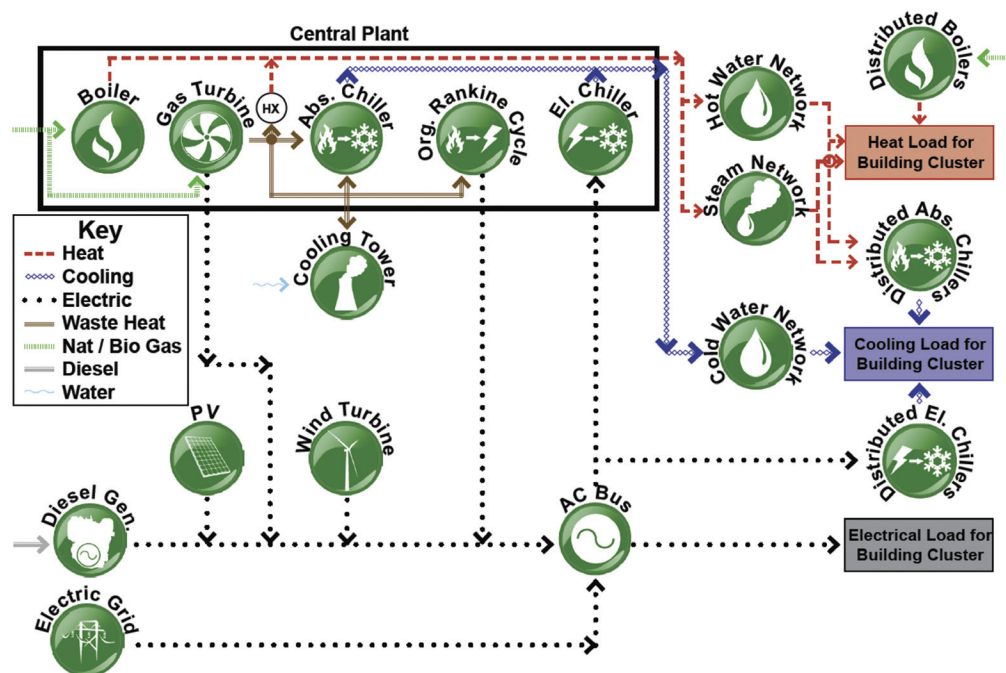 Central Plant
Boiler
Gas Turbine
HX
Abs. Chiller
Org. Rankine Cycle
El. Chiller
Hot Water Network
Distributed Boilers
Heat Load for
Building Cluster
Steam Network
Key
Heat
Cooling
Electric
Waste Heat
Nat / Bio Gas
Diesel
Water
Cooling Tower
Distributed Abs. Chillers
Cold Water Network
Cooling Load for
Building Cluster
PV
Wind Turbine
Distributed El. Chillers
Diesel Gen.
AC Bus
Electrical Load for
Building Cluster
Electric Grid